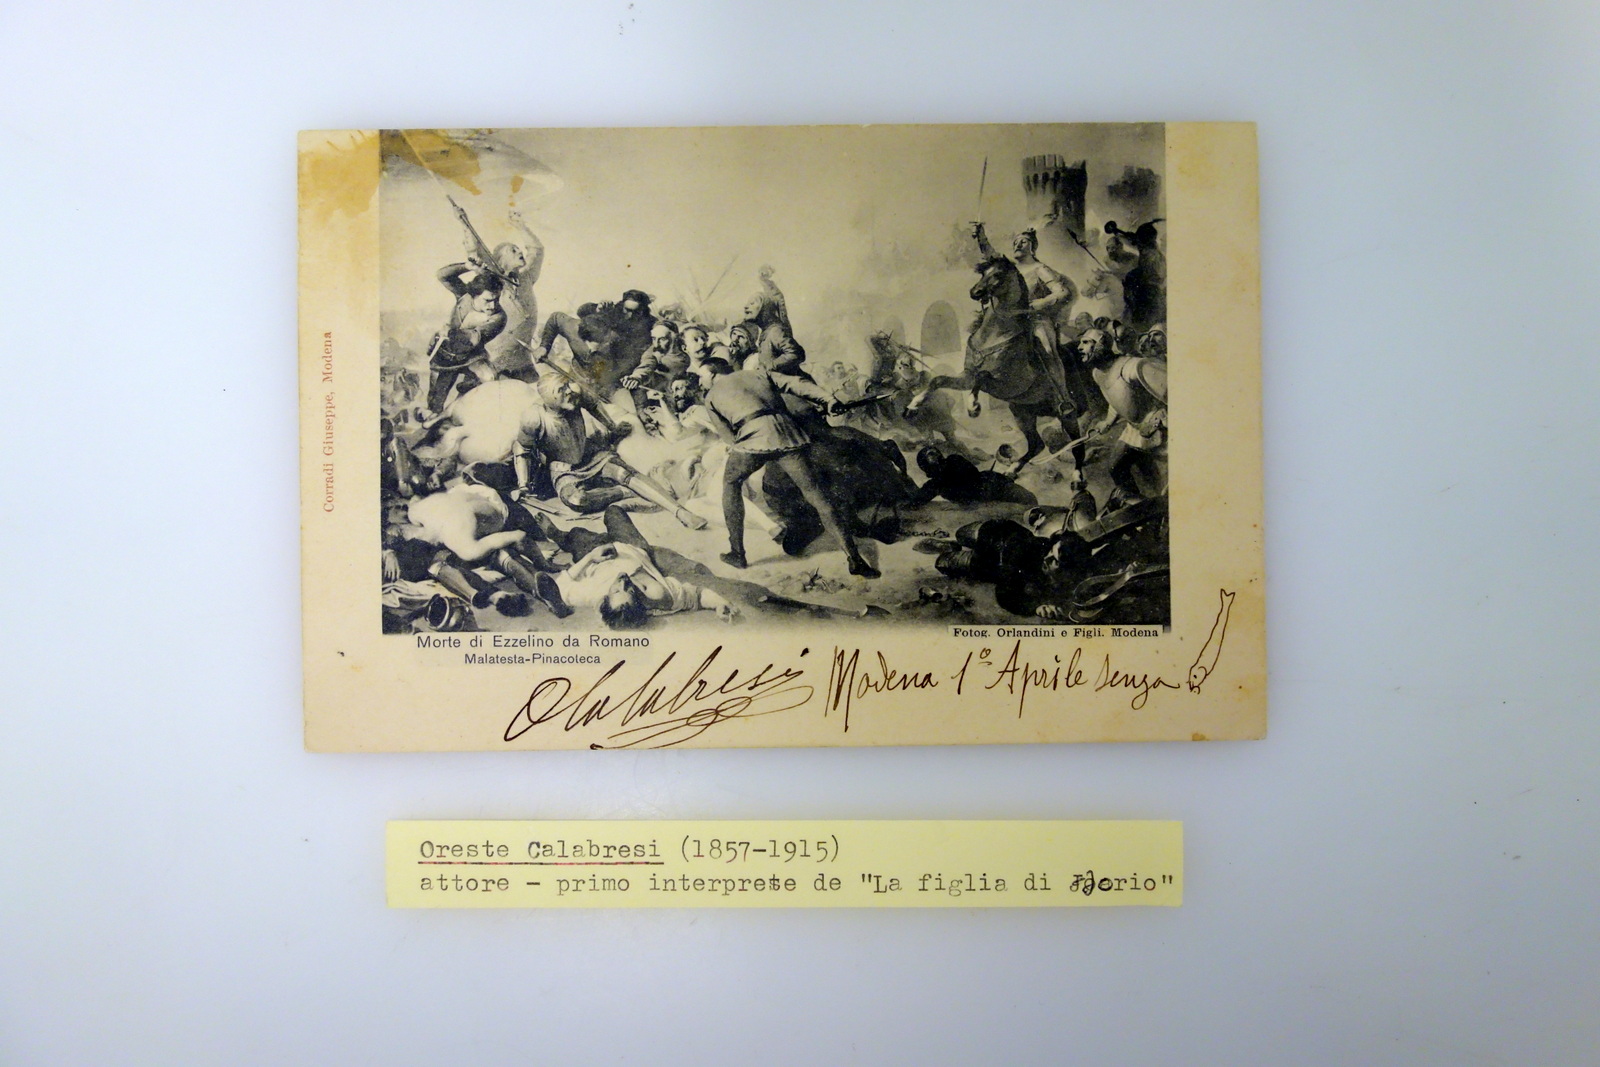 Corradi Giuseppe, Modena
Morte di Ezzelino da Romano
Malatesta-Pinacoteca
Fotog. Orlandini e Figli. Modena
OCalabresi Modena 1º Aprile senza
Oreste Calabresi (1857-1915)
attore - primo interprete de "La figlia di Jorio"